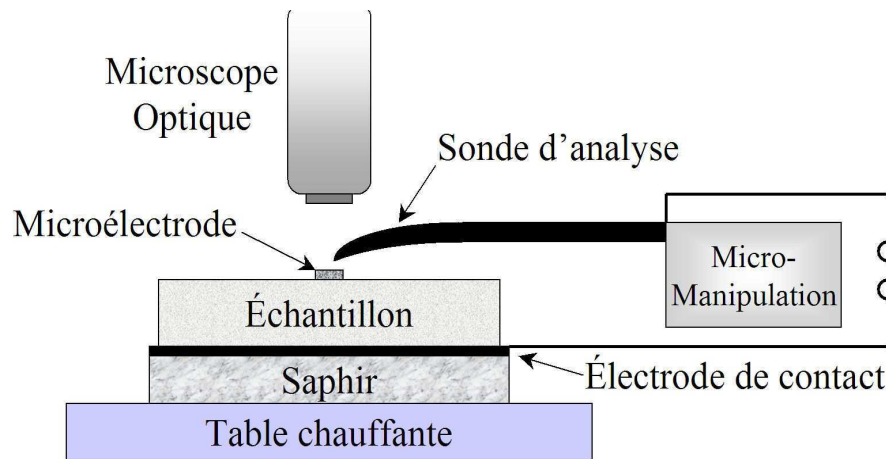 Microscope
Optique
Sonde d'analyse
Microélectrode
Micro-
Manipulation
Échantillon
Électrode de contact
Saphir
Table chauffante